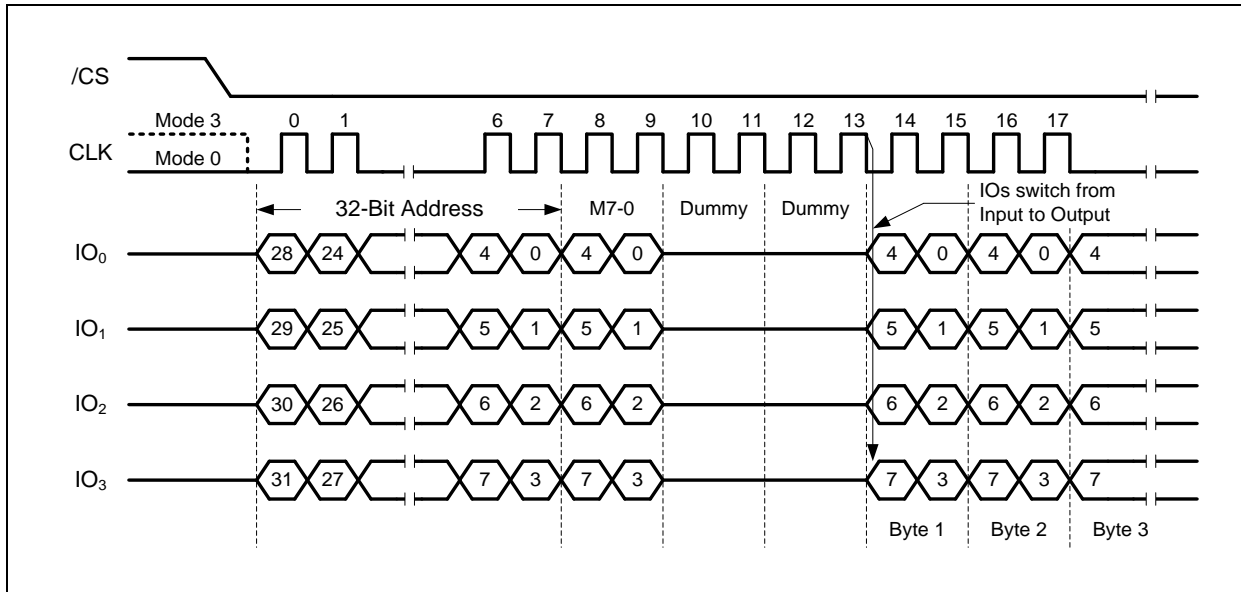 /CS
Mode 3 0 1 6 7 8 9 10 11 12 13 14 15 16 17
CLK
Mode 0
IOs switch from
Input to Output
32-Bit Address M7-0 Dummy Dummy
IO₀ 28 24 4 0 4 0 4 0 4 0 4
IO₁ 29 25 5 1 5 1 5 1 5 1 5
IO₂ 30 26 6 2 6 2 6 2 6 2 6
IO₃ 31 27 7 3 7 3 7 3 7 3 7
Byte 1 Byte 2 Byte 3